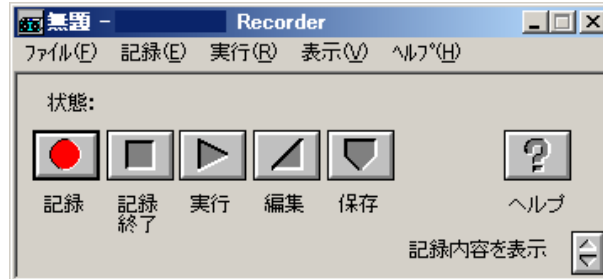 無題 - Recorder
ファイル(F) 記録(E) 実行(R) 表示(V) ヘルプ(H)
状態:
記録 記録終了 実行 編集 保存 ヘルプ
記録内容を表示